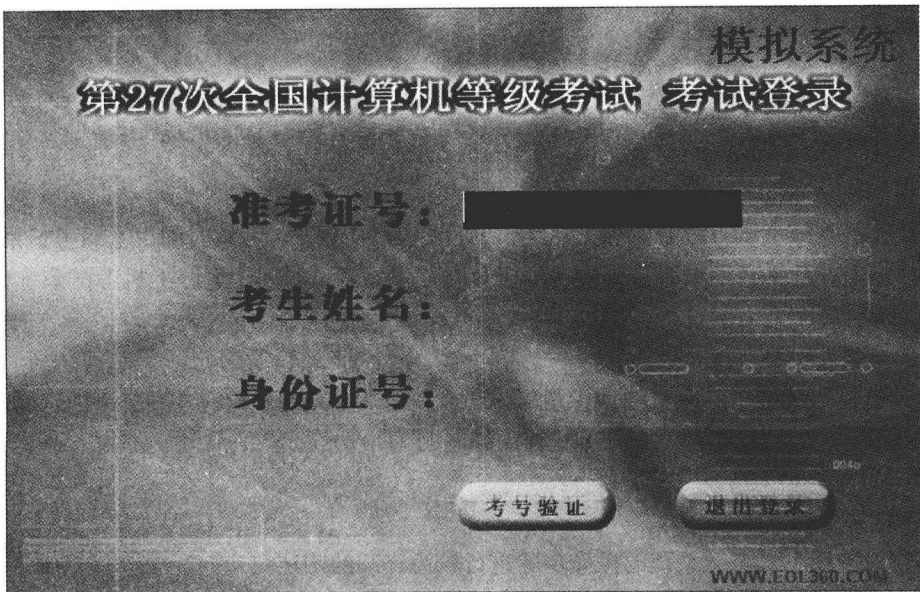 模拟系统
第27次全国计算机等级考试 考试登录
准考证号：
考生姓名：
身份证号：
考号验证 退出登录
WWW.EOL360.COM